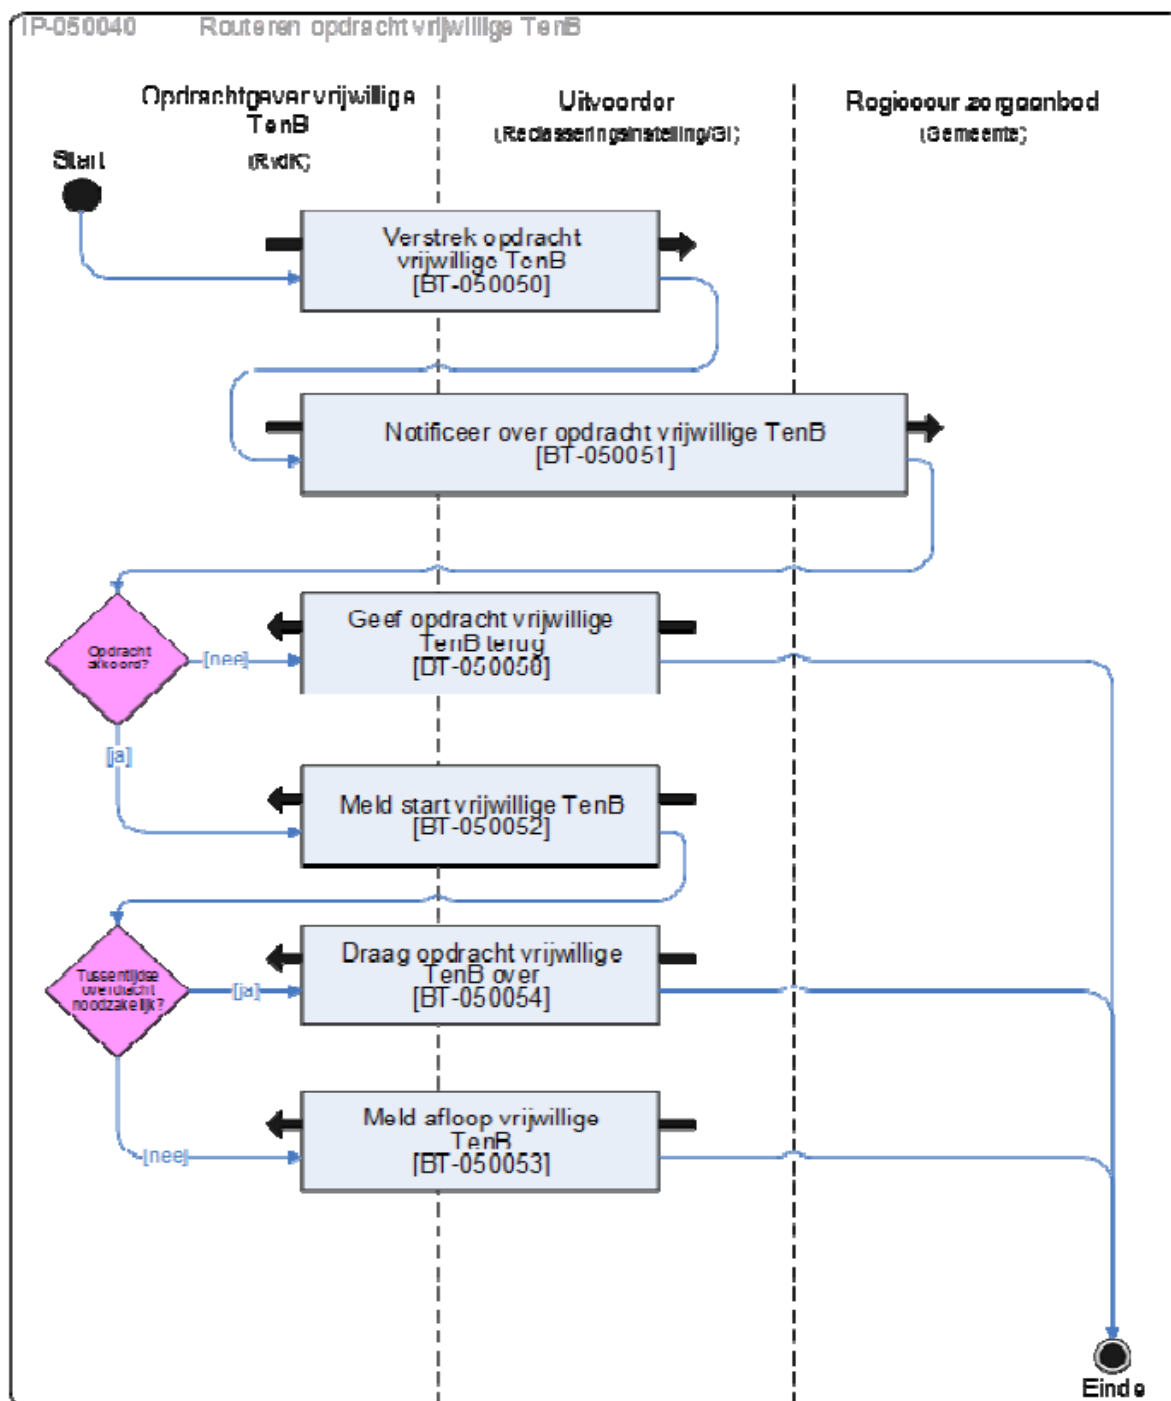 IP-050040 Routeren opdracht vrijwillige TenB
Opdrachtgever vrijwillige
TenB
(RvdK)
Uitvoerder
(Reclasseringsinstelling/GI)
Regisseur zorgaanbod
(Gemeente)
Start
Verstrek opdracht
vrijwillige TenB
[BT-050050]
Notificeer over opdracht vrijwillige TenB
[BT-050051]
Opdracht
akkoord?
[nee]
Geef opdracht vrijwillige
TenB terug
[BT-050058]
[ja]
Meld start vrijwillige TenB
[BT-050052]
Tussentijdse
overdracht
noodzakelijk?
[ja]
Draag opdracht vrijwillige
TenB over
[BT-050054]
[nee]
Meld afloop vrijwillige
TenB
[BT-050053]
Einde